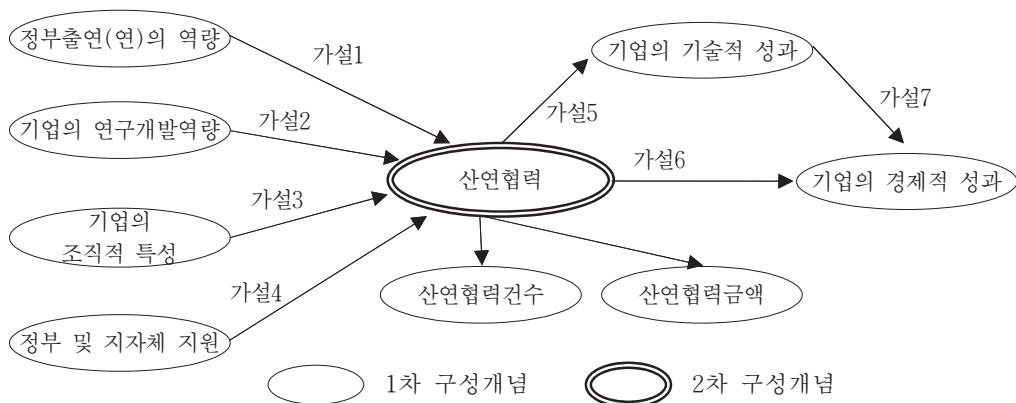 정부출연(연)의 역량
가설1
기업의 기술적 성과
기업의 연구개발역량
가설2
가설5
가설7
산연협력
가설6
기업의 경제적 성과
기업의
조직적 특성
가설3
가설4
산연협력건수
산연협력금액
정부 및 지자체 지원
1차 구성개념
2차 구성개념